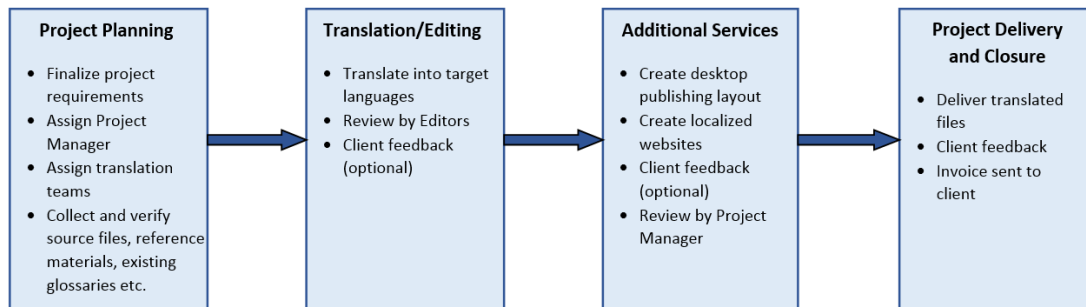 Project Planning
• Finalize project
requirements
• Assign Project
Manager
• Assign translation
teams
• Collect and verify
source files, reference
materials, existing
glossaries etc.
Translation/Editing
• Translate into target
languages
• Review by Editors
• Client feedback
(optional)
Additional Services
• Create desktop
publishing layout
• Create localized
websites
• Client feedback
(optional)
• Review by Project
Manager
Project Delivery
and Closure
• Deliver translated
files
• Client feedback
• Invoice sent to
client